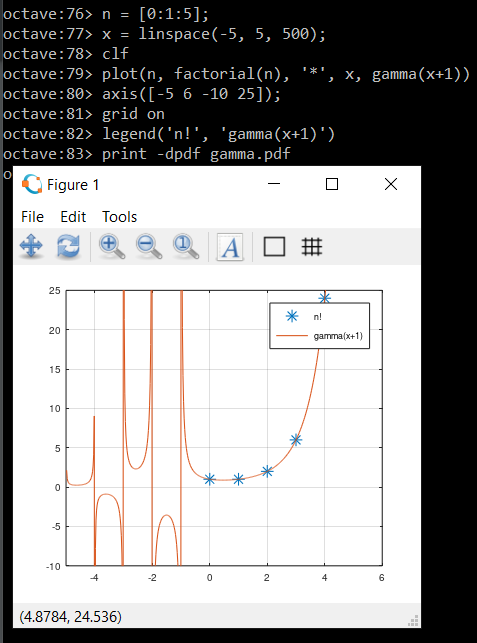 octave:76> n = [0:1:5];
octave:77> x = linspace(-5, 5, 500);
octave:78> clf
octave:79> plot(n, factorial(n), '*', x, gamma(x+1))
octave:80> axis([-5 6 -10 25]);
octave:81> grid on
octave:82> legend('n!', 'gamma(x+1)')
octave:83> print -dpdf gamma.pdf
o
Figure 1
File Edit Tools
1 A
25
n!
20
gamma(x+1)
15
10
5
0
-5
-10
-4 -2 0 2 4 6
(4.8784, 24.536)